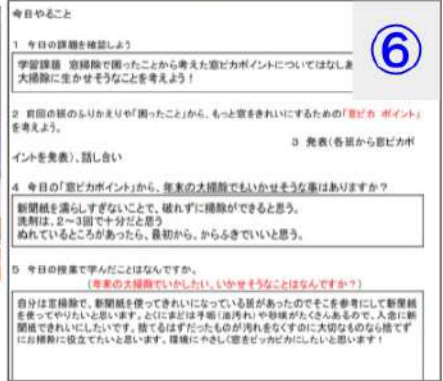 今日やること
⑥
1 今日の課題を確認しよう
学習課題 窓掃除で困ったことから考えた窓ピカポイントについてはなしあ
大掃除に生かせそうなことを考えよう！
2 前回の班のふりかえりや「困ったこと」から、もっと窓をきれいにするための「窓ピカ ポイント」
を考えよう。
3 発表(各班から窓ピカポ
イントを発表)、話し合い
4 今日の「窓ピカポイント」から、年末の大掃除でもいかせそうな事はありますか？
新聞紙を濡らしすぎないことで、破れずに掃除ができると思う。
洗剤は、2～3回で十分だと思う
ぬれているところがあったら、最初から、からぶきでいいと思う。
5 今日の授業で学んだことはなんですか。
(年末の大掃除でいかしたい、いかせそうなことはなんですか？)
自分は窓掃除で、新聞紙を使ってきれいになっている班があったのでそこを参考にして新聞紙
を使ってやりたいと思います。とくにまどは手垢(油汚れ)や砂埃がたくさんあるので、入念に新
聞紙できれいにしたいです。捨てるはずだったものが汚れをなくすのに大切なものなら捨てず
にお掃除に役立てたいと思います。環境にやさしく窓をピッカピカにしたいと思います！